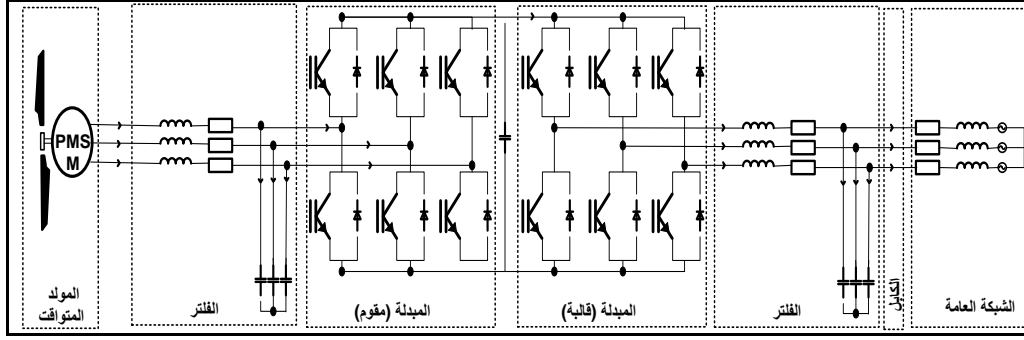 PMS
M
المولد
المتواقت
الفلتر
المبدلة (مقوم)
المبدلة (قالبة)
الفلتر
الكابل
الشبكة العامة